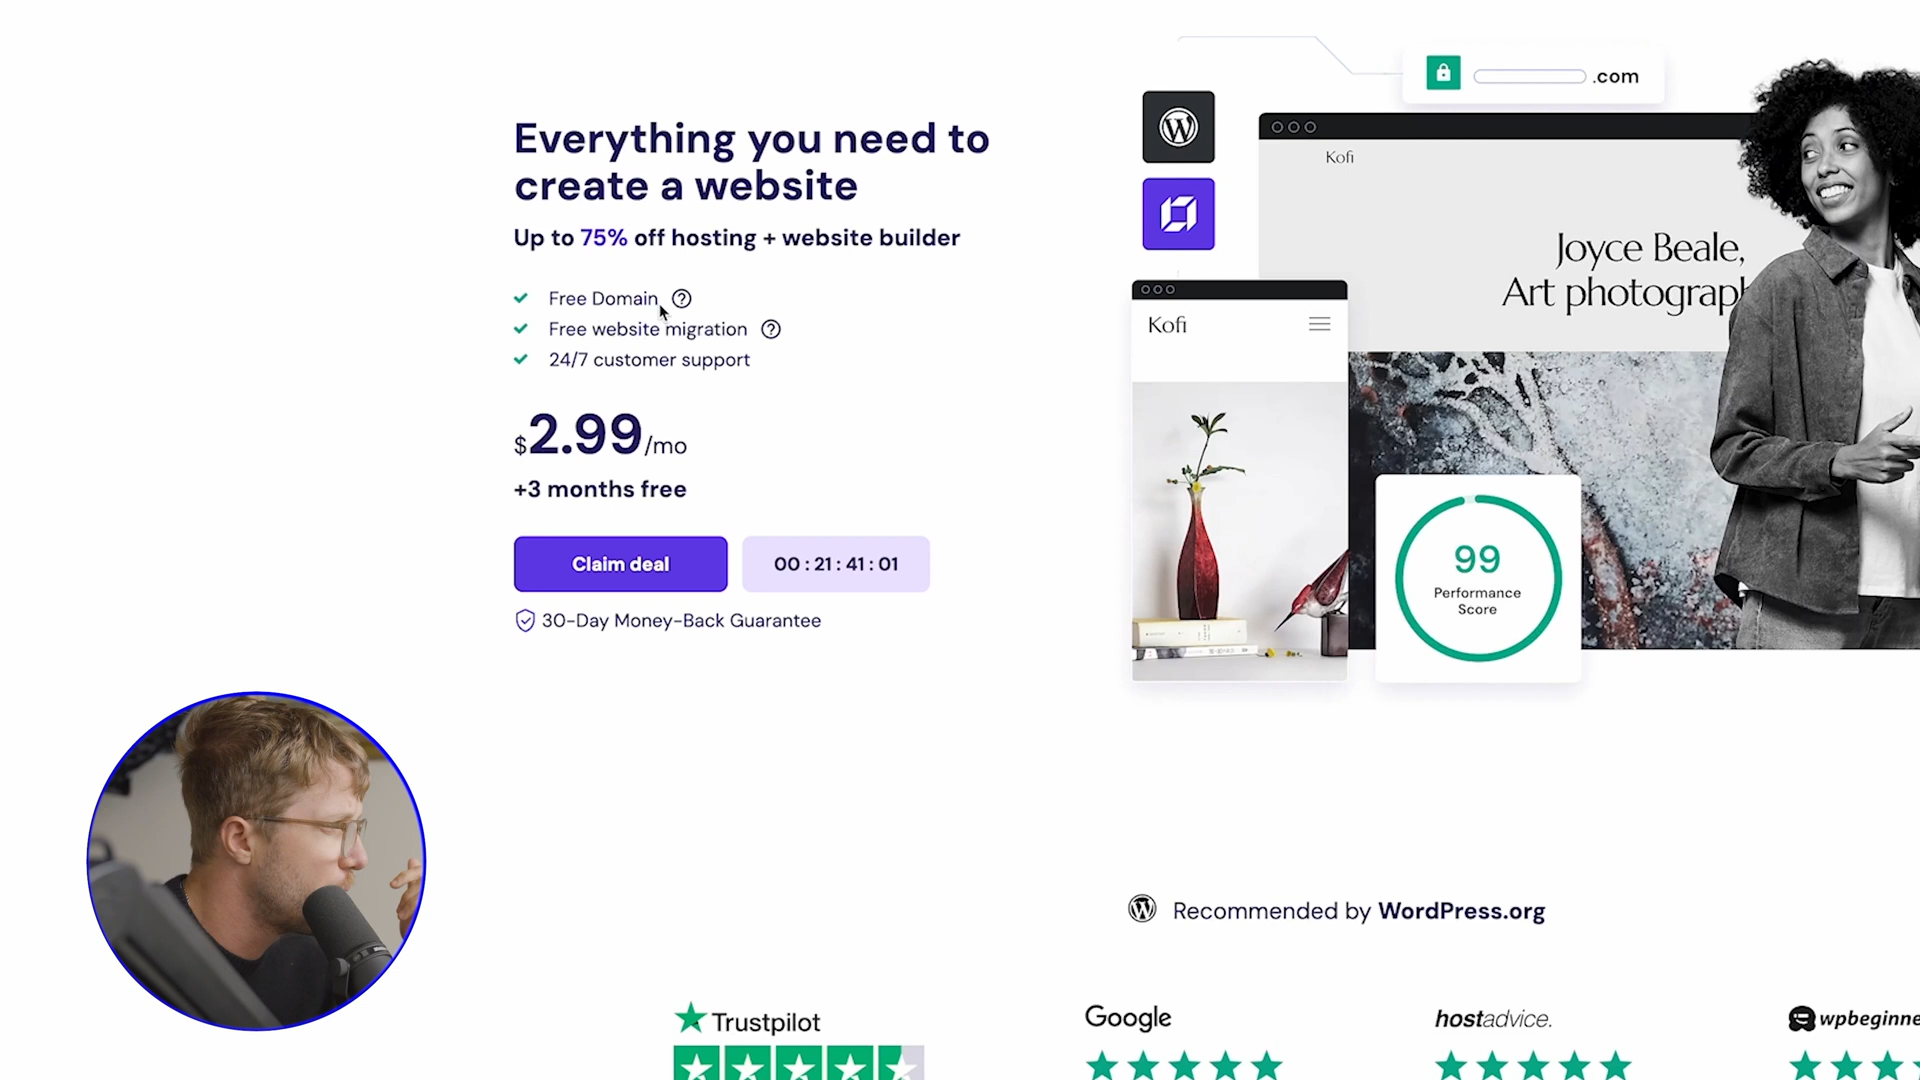 .com
Kofi
Joyce Beale,
Art photograph
Everything you need to
create a website
Up to 75% off hosting + website builder
Free Domain ?
Free website migration ?
24/7 customer support
$2.99/mo
+3 months free
Claim deal
00 : 21 : 41 : 01
30-Day Money-Back Guarantee
Kofi
99
Performance
Score
Recommended by WordPress.org
Trustpilot
Google
hostadvice.
wpbeginne